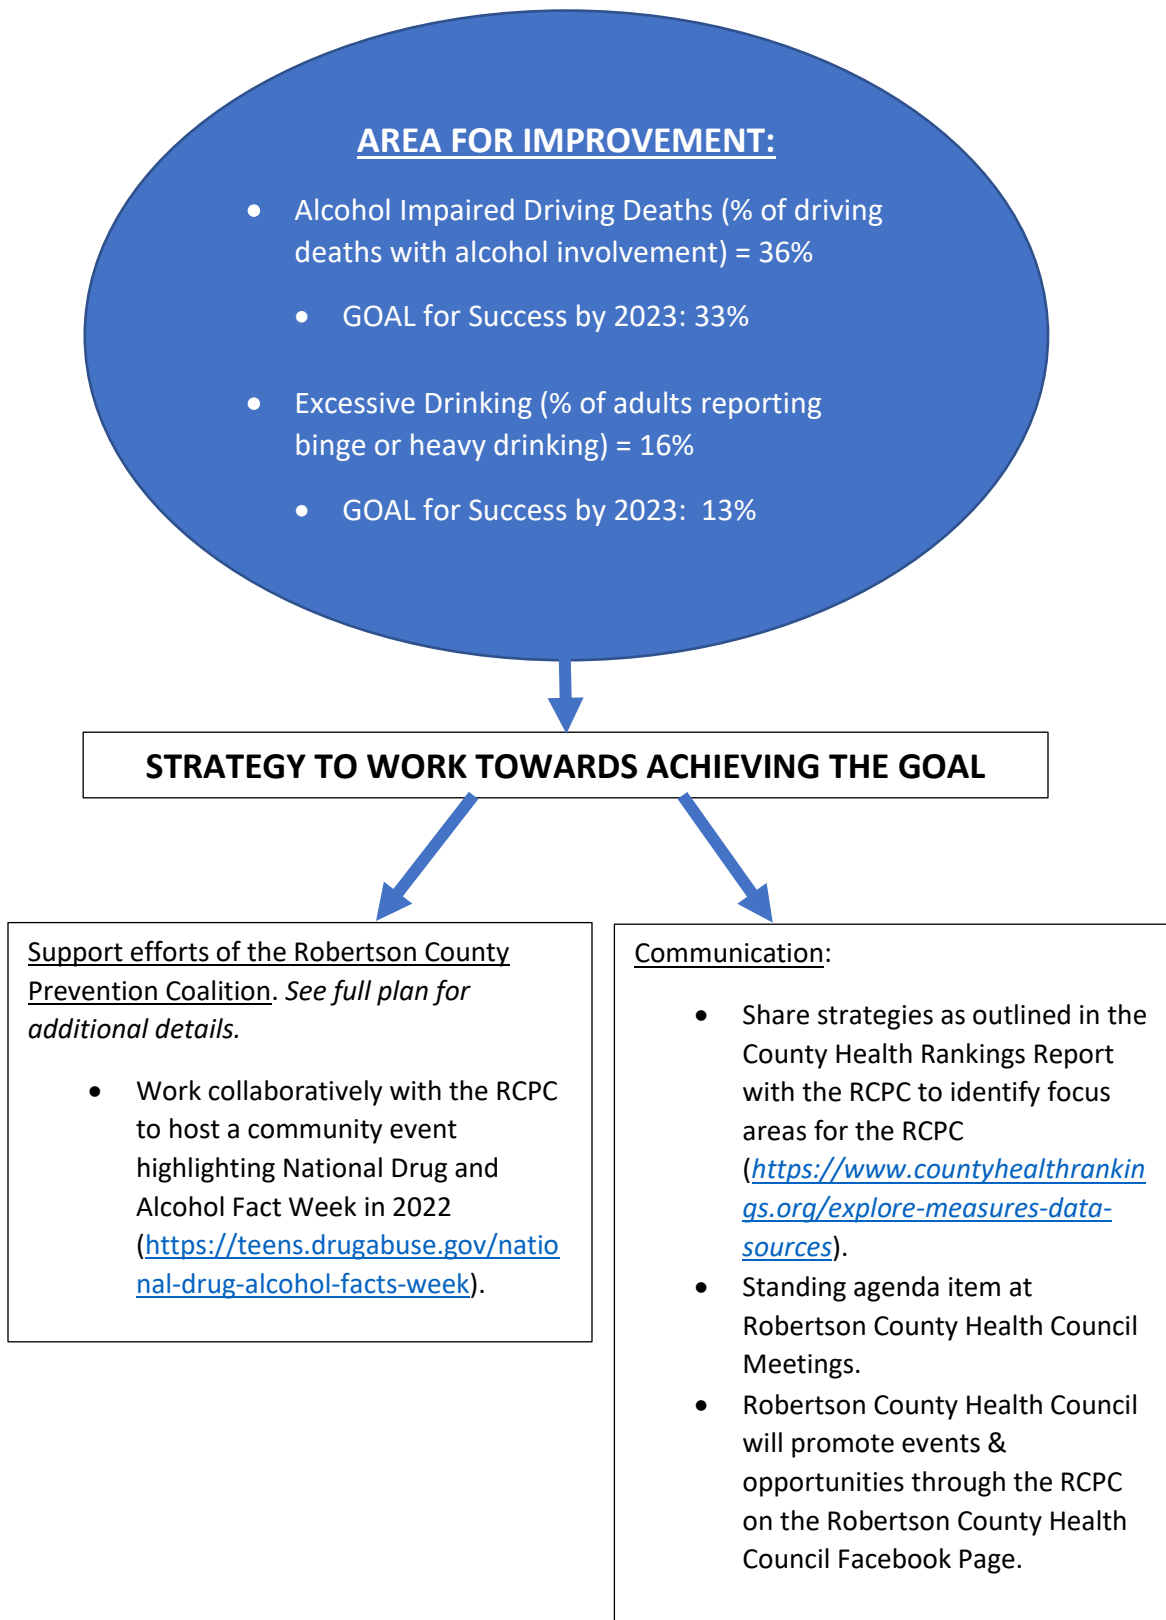 AREA FOR IMPROVEMENT:
• Alcohol Impaired Driving Deaths (% of driving
deaths with alcohol involvement) = 36%
• GOAL for Success by 2023: 33%
• Excessive Drinking (% of adults reporting
binge or heavy drinking) = 16%
• GOAL for Success by 2023:  13%
STRATEGY TO WORK TOWARDS ACHIEVING THE GOAL
Support efforts of the Robertson County
Prevention Coalition. See full plan for
additional details.
• Work collaboratively with the RCPC
to host a community event
highlighting National Drug and
Alcohol Fact Week in 2022
(https://teens.drugabuse.gov/natio
nal-drug-alcohol-facts-week).
Communication:
• Share strategies as outlined in the
County Health Rankings Report
with the RCPC to identify focus
areas for the RCPC
(https://www.countyhealthrankin
gs.org/explore-measures-data-
sources).
• Standing agenda item at
Robertson County Health Council
Meetings.
• Robertson County Health Council
will promote events &
opportunities through the RCPC
on the Robertson County Health
Council Facebook Page.